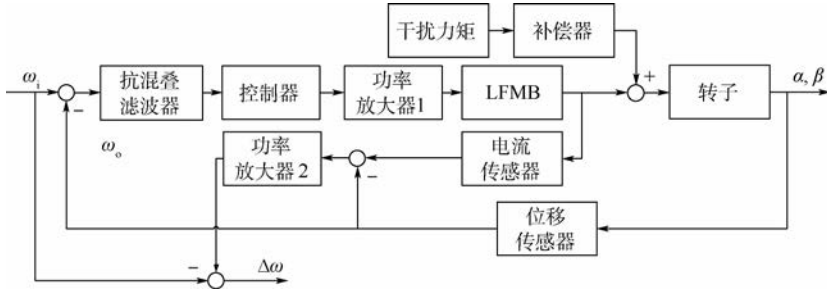 干扰力矩
补偿器
ω_i
抗混叠
滤波器
控制器
功率
放大器1
LFMB
+
转子
α, β
−
ω_o
功率
放大器2
−
电流
传感器
位移
传感器
−
Δω